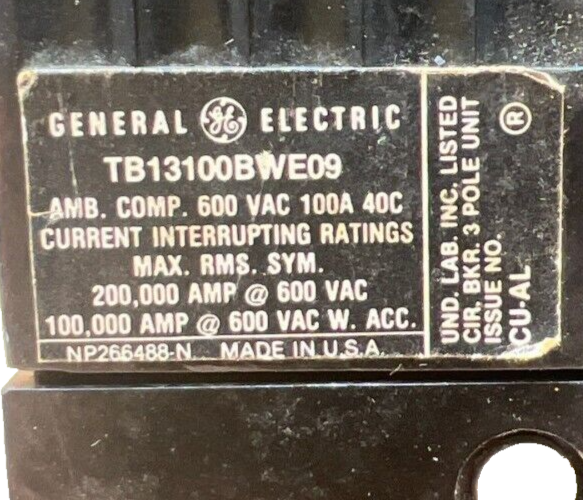 GENERAL GE ELECTRIC
TB13100BWE09
AMB. COMP. 600 VAC 100A 40C
CURRENT INTERRUPTING RATINGS
MAX. RMS. SYM.
200,000 AMP @ 600 VAC
100,000 AMP @ 600 VAC W. ACC.
NP266488-N MADE IN U.S.A.
UND. LAB. INC. LISTED
CIR. BKR. 3 POLE UNIT
ISSUE NO.
CU-AL
®